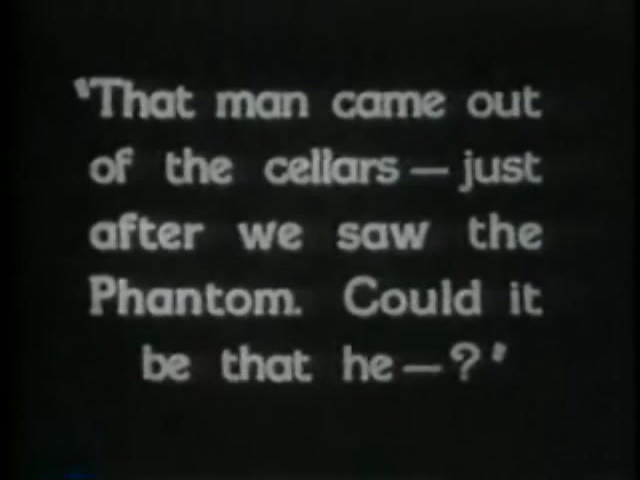 "That man came out
of the cellars — just
after we saw the
Phantom. Could it
be that he — ?"